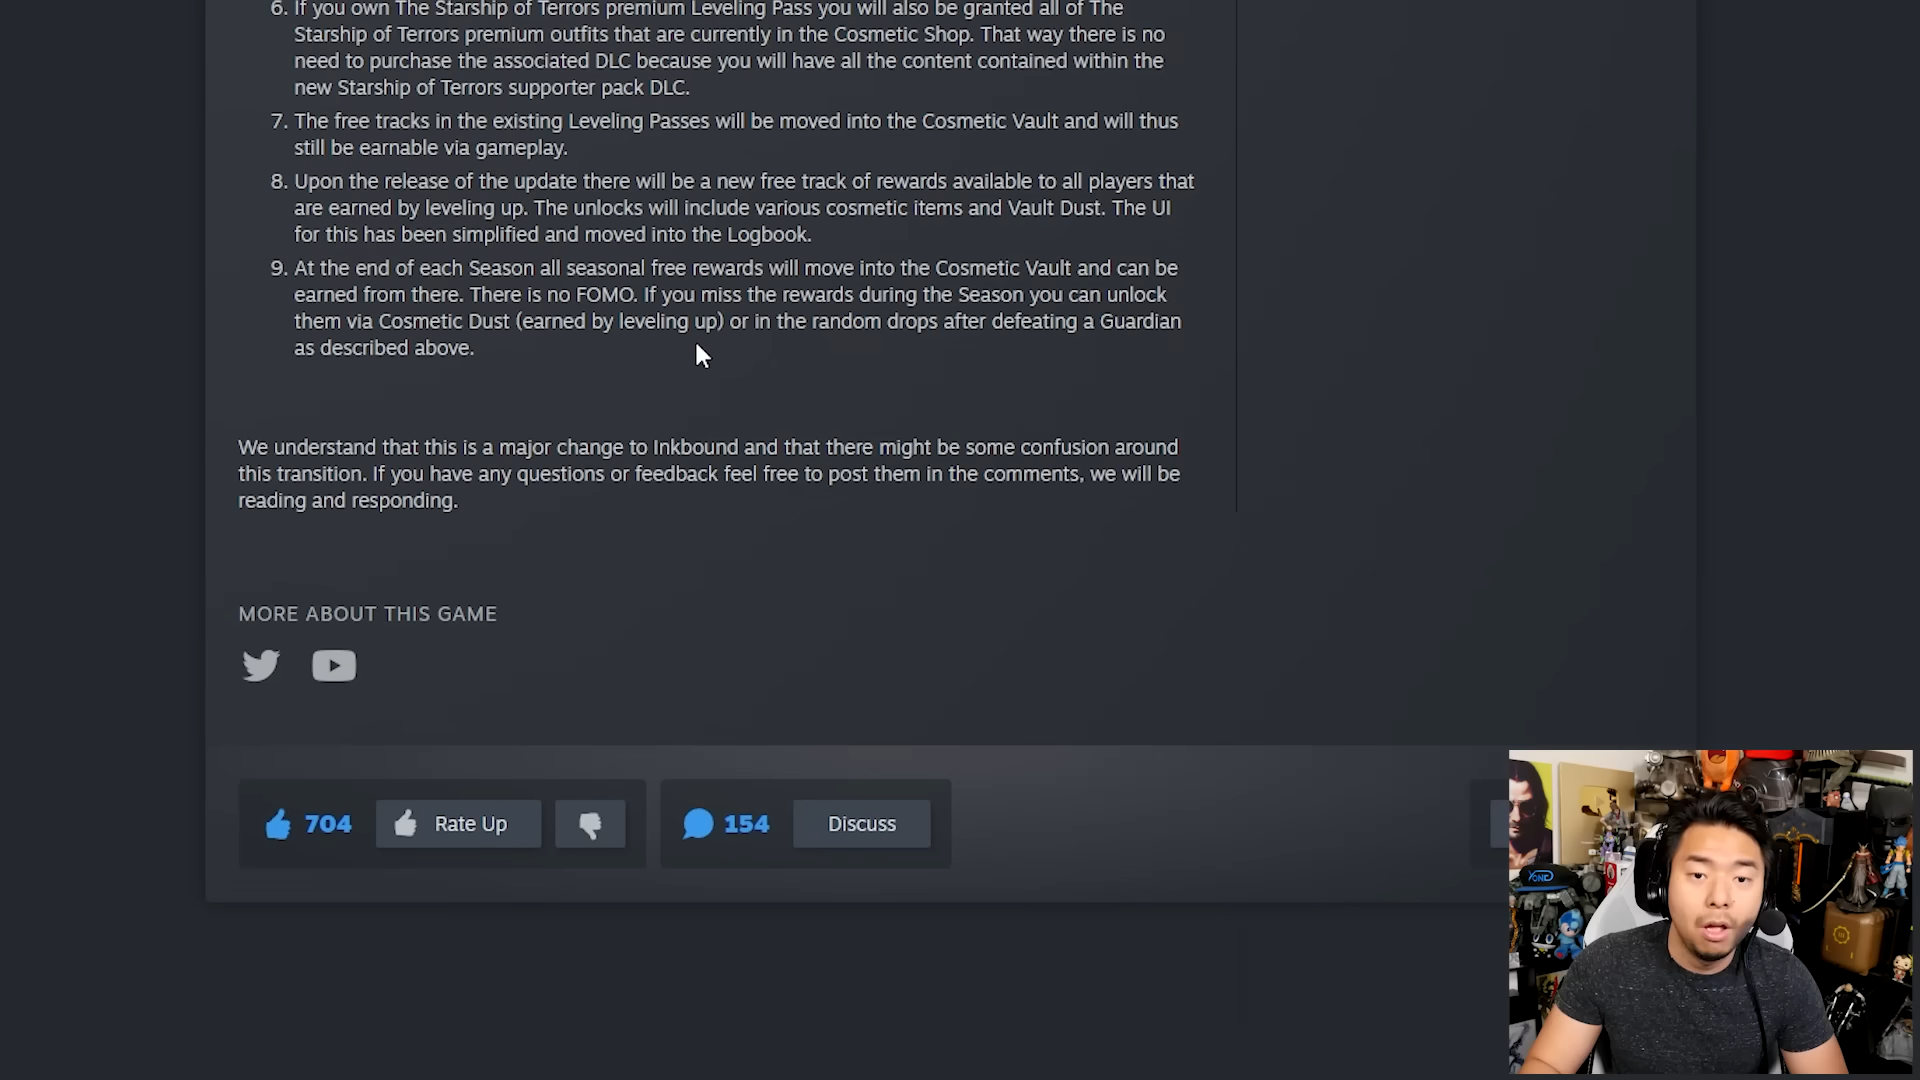 6. If you own The Starship of Terrors premium Leveling Pass you will also be granted all of The
Starship of Terrors premium outfits that are currently in the Cosmetic Shop. That way there is no
need to purchase the associated DLC because you will have all the content contained within the
new Starship of Terrors supporter pack DLC.
7. The free tracks in the existing Leveling Passes will be moved into the Cosmetic Vault and will thus
still be earnable via gameplay.
8. Upon the release of the update there will be a new free track of rewards available to all players that
are earned by leveling up. The unlocks will include various cosmetic items and Vault Dust. The UI
for this has been simplified and moved into the Logbook.
9. At the end of each Season all seasonal free rewards will move into the Cosmetic Vault and can be
earned from there. There is no FOMO. If you miss the rewards during the Season you can unlock
them via Cosmetic Dust (earned by leveling up) or in the random drops after defeating a Guardian
as described above.
We understand that this is a major change to Inkbound and that there might be some confusion around
this transition. If you have any questions or feedback feel free to post them in the comments, we will be
reading and responding.
MORE ABOUT THIS GAME
704 Rate Up 154 Discuss